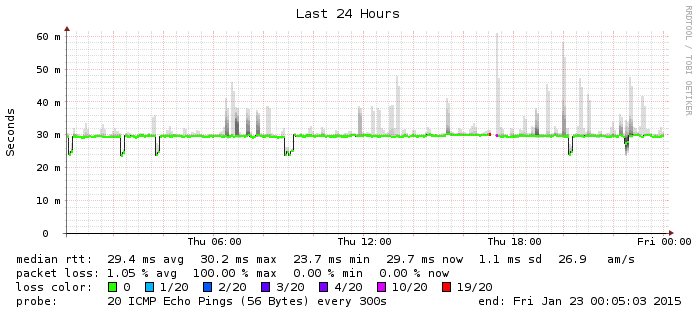 Last 24 Hours
RRDTOOL / TOBI OETIKER
Seconds
60 m
50 m
40 m
30 m
20 m
10 m
0
Thu 06:00 Thu 12:00 Thu 18:00 Fri 00:00
median rtt: 29.4 ms avg 30.2 ms max 23.7 ms min 29.7 ms now 1.1 ms sd 26.9 am/s
packet loss: 1.05 % avg 100.00 % max 0.00 % min 0.00 % now
loss color: 0 1/20 2/20 3/20 4/20 10/20 19/20
probe: 20 ICMP Echo Pings (56 Bytes) every 300s end: Fri Jan 23 00:05:03 2015